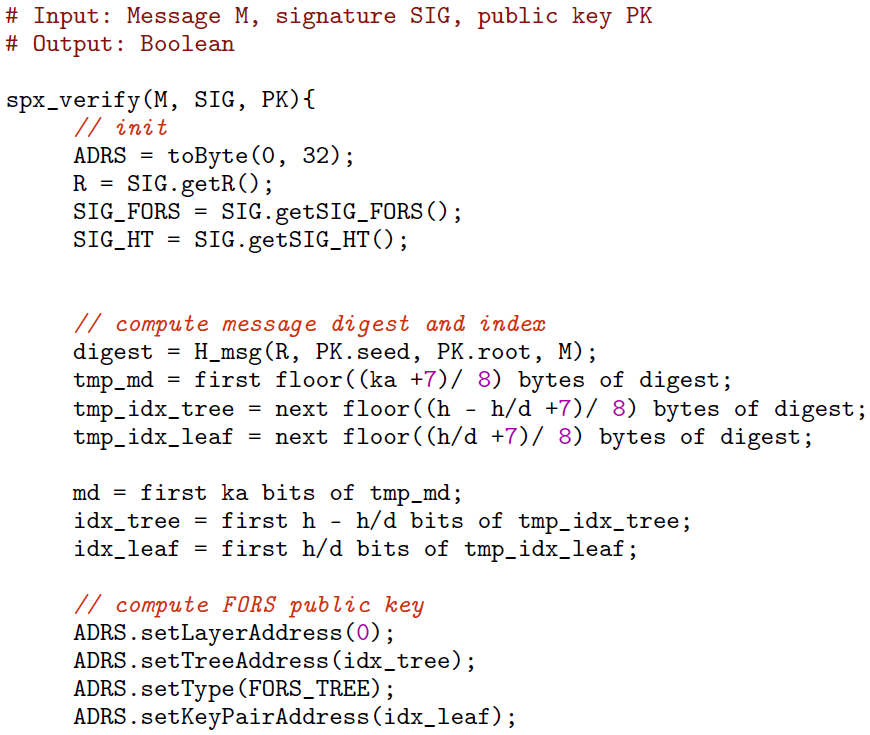 # Input: Message M, signature SIG, public key PK
# Output: Boolean
spx_verify(M, SIG, PK){
// init
ADRS = toByte(0, 32);
R = SIG.getR();
SIG_FORS = SIG.getSIG_FORS();
SIG_HT = SIG.getSIG_HT();
// compute message digest and index
digest = H_msg(R, PK.seed, PK.root, M);
tmp_md = first floor((ka +7)/ 8) bytes of digest;
tmp_idx_tree = next floor((h - h/d +7)/ 8) bytes of digest;
tmp_idx_leaf = next floor((h/d +7)/ 8) bytes of digest;
md = first ka bits of tmp_md;
idx_tree = first h - h/d bits of tmp_idx_tree;
idx_leaf = first h/d bits of tmp_idx_leaf;
// compute FORS public key
ADRS.setLayerAddress(0);
ADRS.setTreeAddress(idx_tree);
ADRS.setType(FORS_TREE);
ADRS.setKeyPairAddress(idx_leaf);